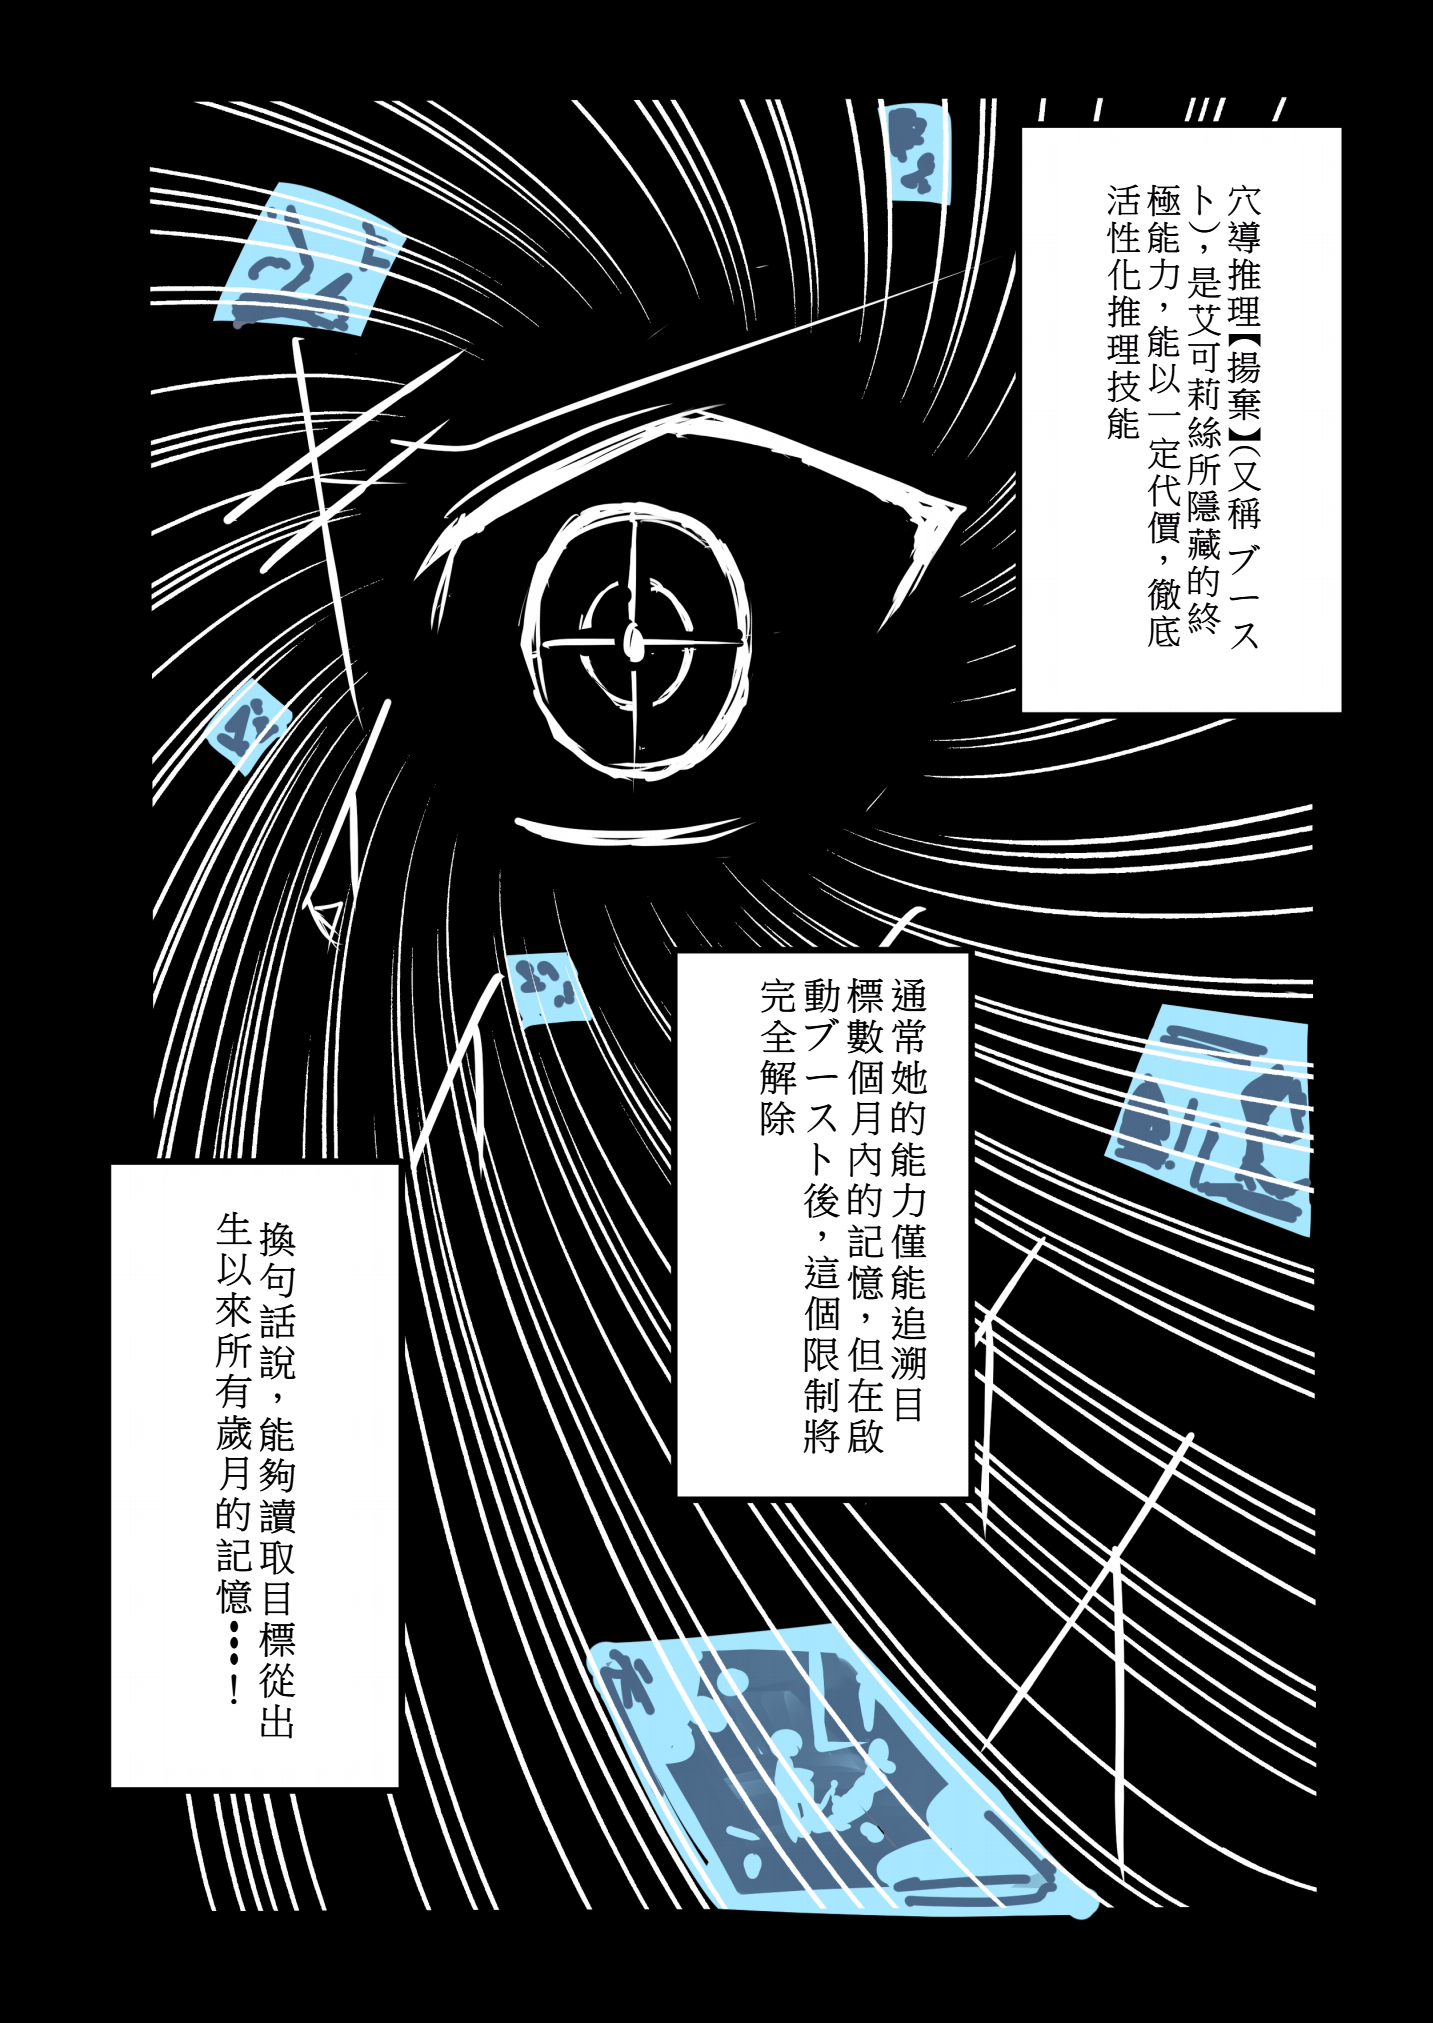 穴導推理【揚棄】(又稱ブース
ト)，是艾可莉絲所隱藏的終
極能力，能以一定代價，徹底
活性化推理技能
通常她的能力僅能追溯目
標數個月內的記憶，但在啟
動ブースト後，這個限制將
完全解除
換句話說，能夠讀取目標從出
生以來所有歲月的記憶⋯⋯！